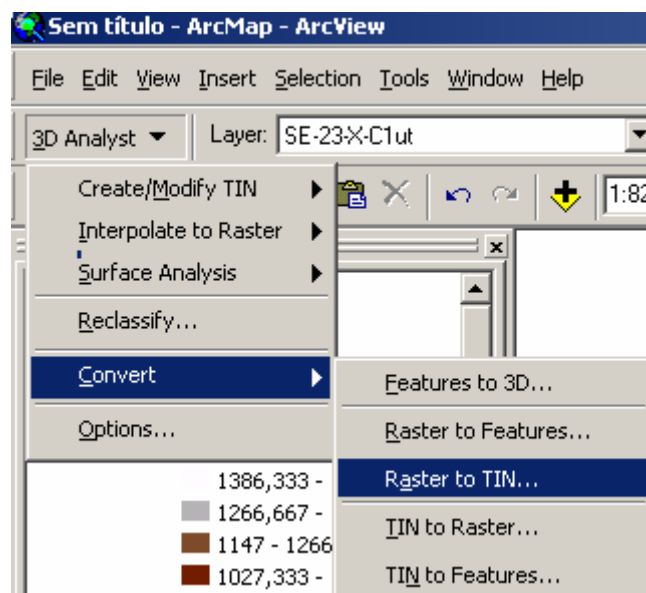 Sem título - ArcMap - ArcView
File Edit View Insert Selection Tools Window Help
3D Analyst Layer: SE-23-X-C1ut
Create/Modify TIN
1:82
Interpolate to Raster
Surface Analysis
Reclassify...
Convert
Features to 3D...
Options...
Raster to Features...
1386,333 -
Raster to TIN...
1266,667 -
TIN to Raster...
1147 - 1266
1027,333 -
TIN to Features...